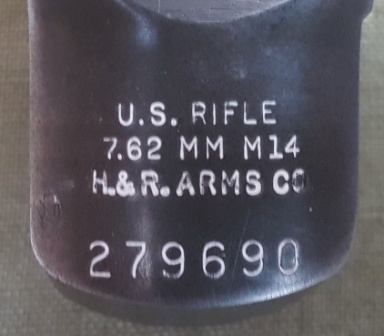 U.S. RIFLE
7.62 MM M14
H.&R. ARMS CO
279690